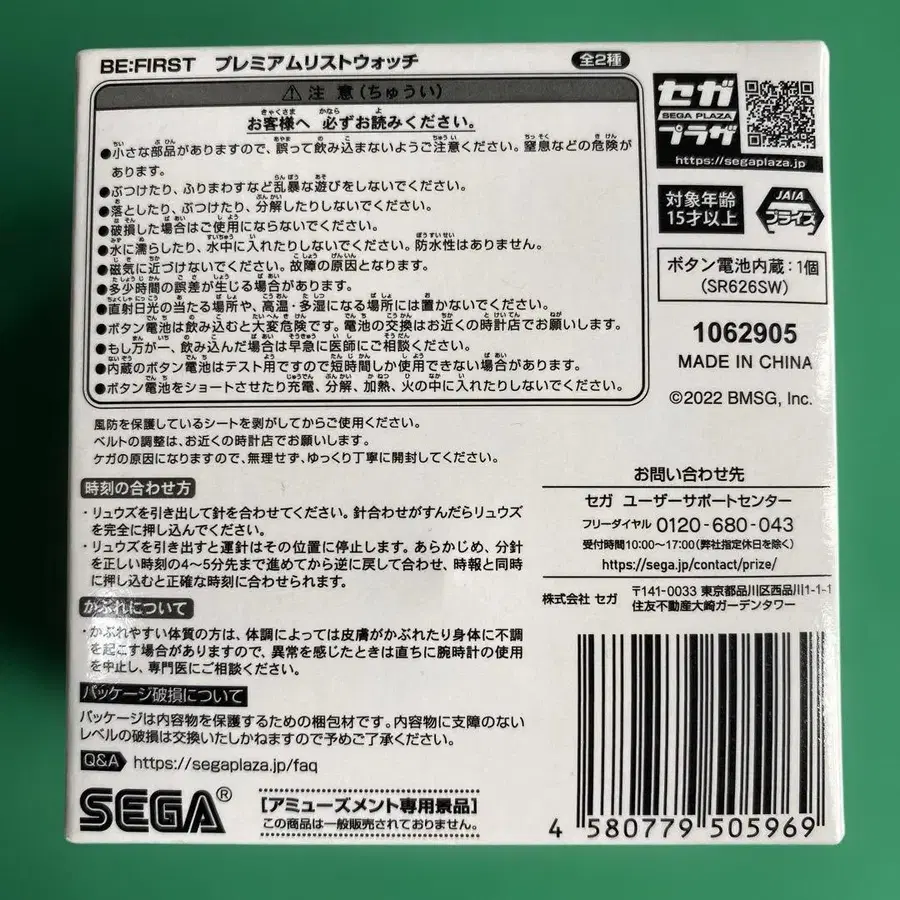 BE:FIRST プレミアムリストウォッチ 全2種
⚠注意(ちゅうい)
お客様へ 必ずお読みください。
●小さな部品がありますので、誤って飲み込まないようご注意ください。窒息などの危険が
あります。
●ぶつけたり、ふりまわすなど乱暴な遊びをしないでください。
●落としたり、ぶつけたり、分解したりしないでください。
●破損した場合はご使用にならないでください。
●水に濡らしたり、水中に入れたりしないでください。防水性はありません。
●磁気に近づけないでください。故障の原因となります。
●多少時間の誤差が生じる場合があります。
●直射日光の当たる場所や、高温・多湿になる場所には置かないでください。
●ボタン電池は飲み込むと大変危険です。電池の交換はお近くの時計店でお願いします。
●もし万が一、飲み込んだ場合は早急に医師にご相談ください。
●内蔵のボタン電池はテスト用ですので短時間しか使用できない場合があります。
●ボタン電池をショートさせたり充電、分解、加熱、火の中に入れたりしないでください。
風防を保護しているシートを剥がしてからご使用ください。
ベルトの調整は、お近くの時計店でお願いします。
ケガの原因になりますので、無理せず、ゆっくり丁寧に開封してください。
時刻の合わせ方
・リュウズを引き出して針を合わせてください。針合わせがすんだらリュウズ
を完全に押し込んでください。
・リュウズを引き出すと運針はその位置に停止します。あらかじめ、分針
を正しい時刻の4〜5分先まで進めてから逆に戻して合わせ、時報と同時
に押し込むと正確な時刻に合わせられます。
かぶれについて
・かぶれやすい体質の方は、体調によっては皮膚がかぶれたり身体に不調
を起こす場合がありますので、異常を感じたときは直ちに腕時計の使用
を中止し、専門医にご相談ください。
パッケージ破損について
パッケージは内容物を保護するための梱包材です。内容物に支障のない
レベルの破損は交換いたしかねますので予めご了承ください。
Q&A https://segaplaza.jp/faq
SEGA®
[アミューズメント専用景品]
この商品は一般販売されておりません。
セガ
SEGA PLAZA
プラザ
https://segaplaza.jp
対象年齢
15才以上
JAIA
プライズ
ボタン電池内蔵:1個
(SR626SW)
1062905
MADE IN CHINA
©2022 BMSG, Inc.
お問い合わせ先
セガ ユーザーサポートセンター
フリーダイヤル 0120-680-043
受付時間10:00〜17:00(弊社指定休日を除く)
https://sega.jp/contact/prize/
株式会社 セガ 〒141-0033 東京都品川区西品川1-1-1
住友不動産大崎ガーデンタワー
4 580779 505969